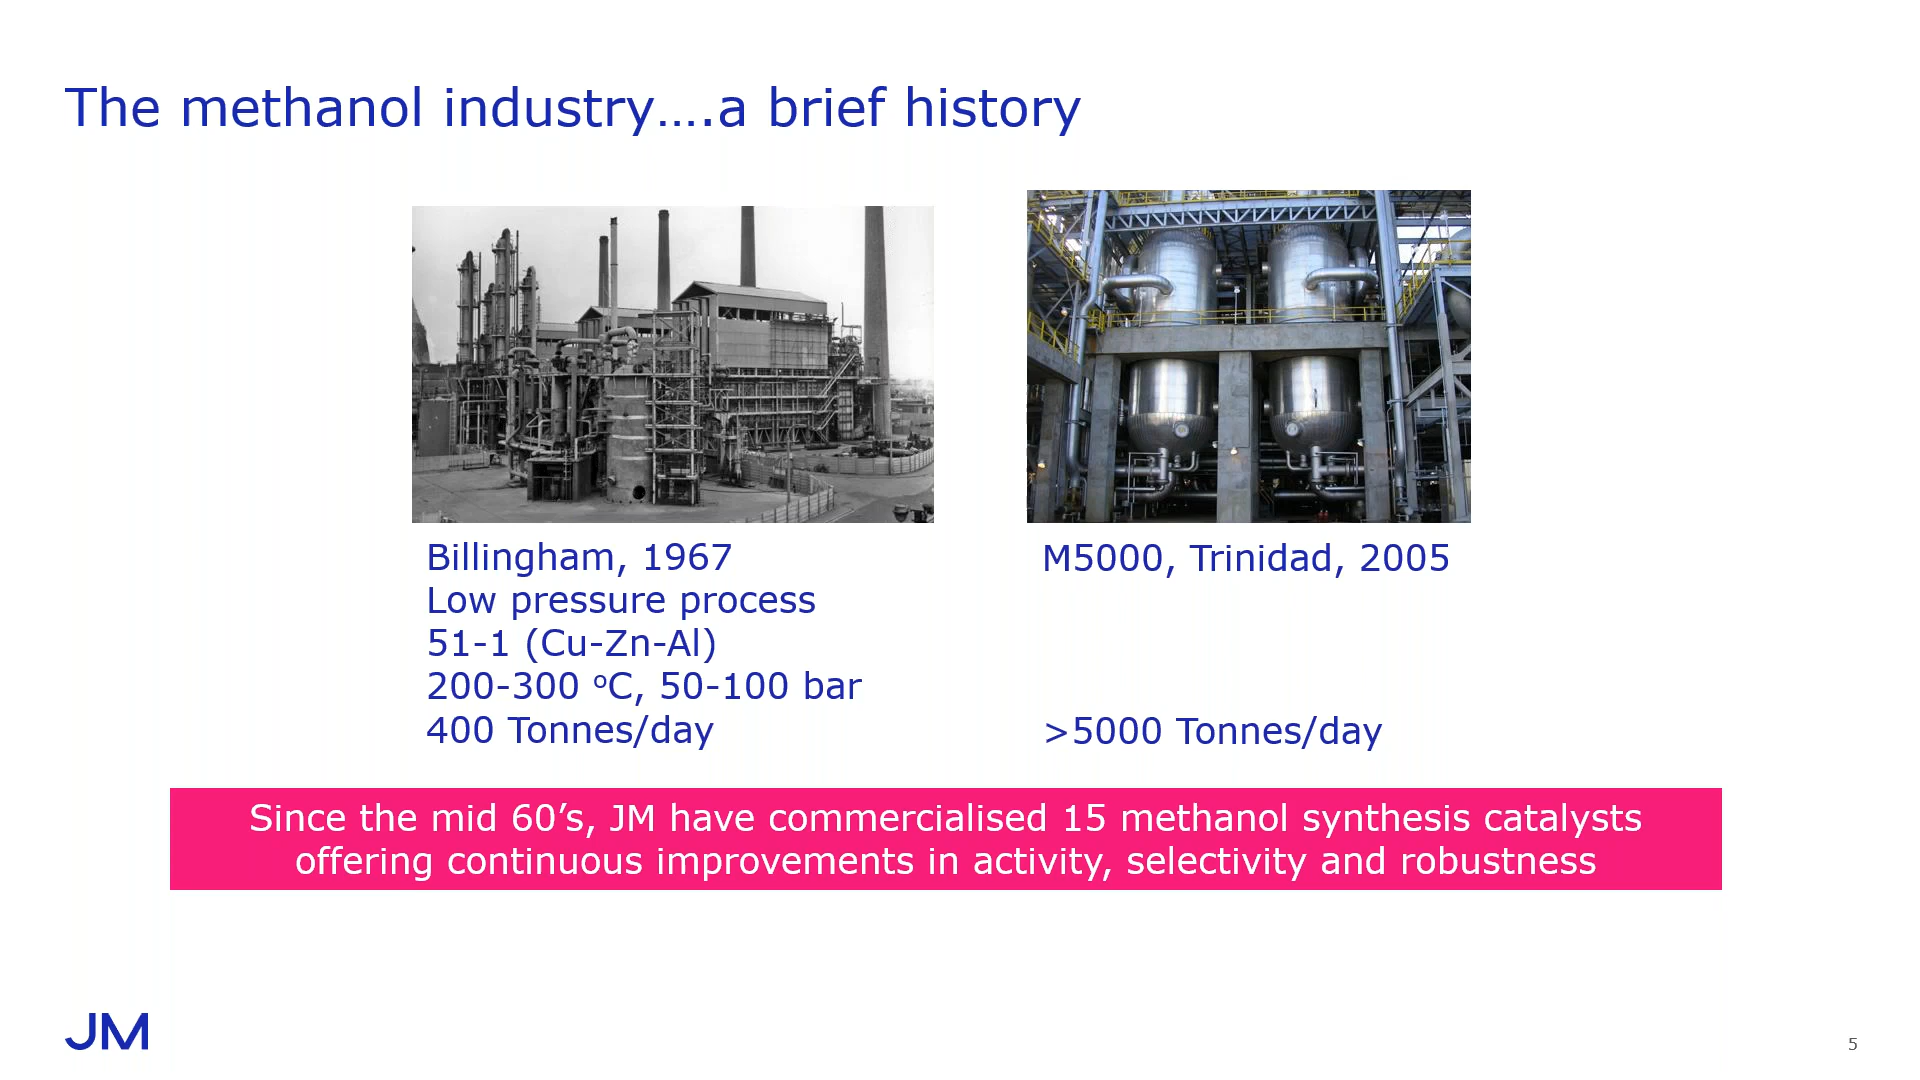 The methanol industry….a brief history
Billingham, 1967
Low pressure process
51-1 (Cu-Zn-Al)
200-300 ºC, 50-100 bar
400 Tonnes/day
M5000, Trinidad, 2005
>5000 Tonnes/day
Since the mid 60’s, JM have commercialised 15 methanol synthesis catalysts
offering continuous improvements in activity, selectivity and robustness
JM
5